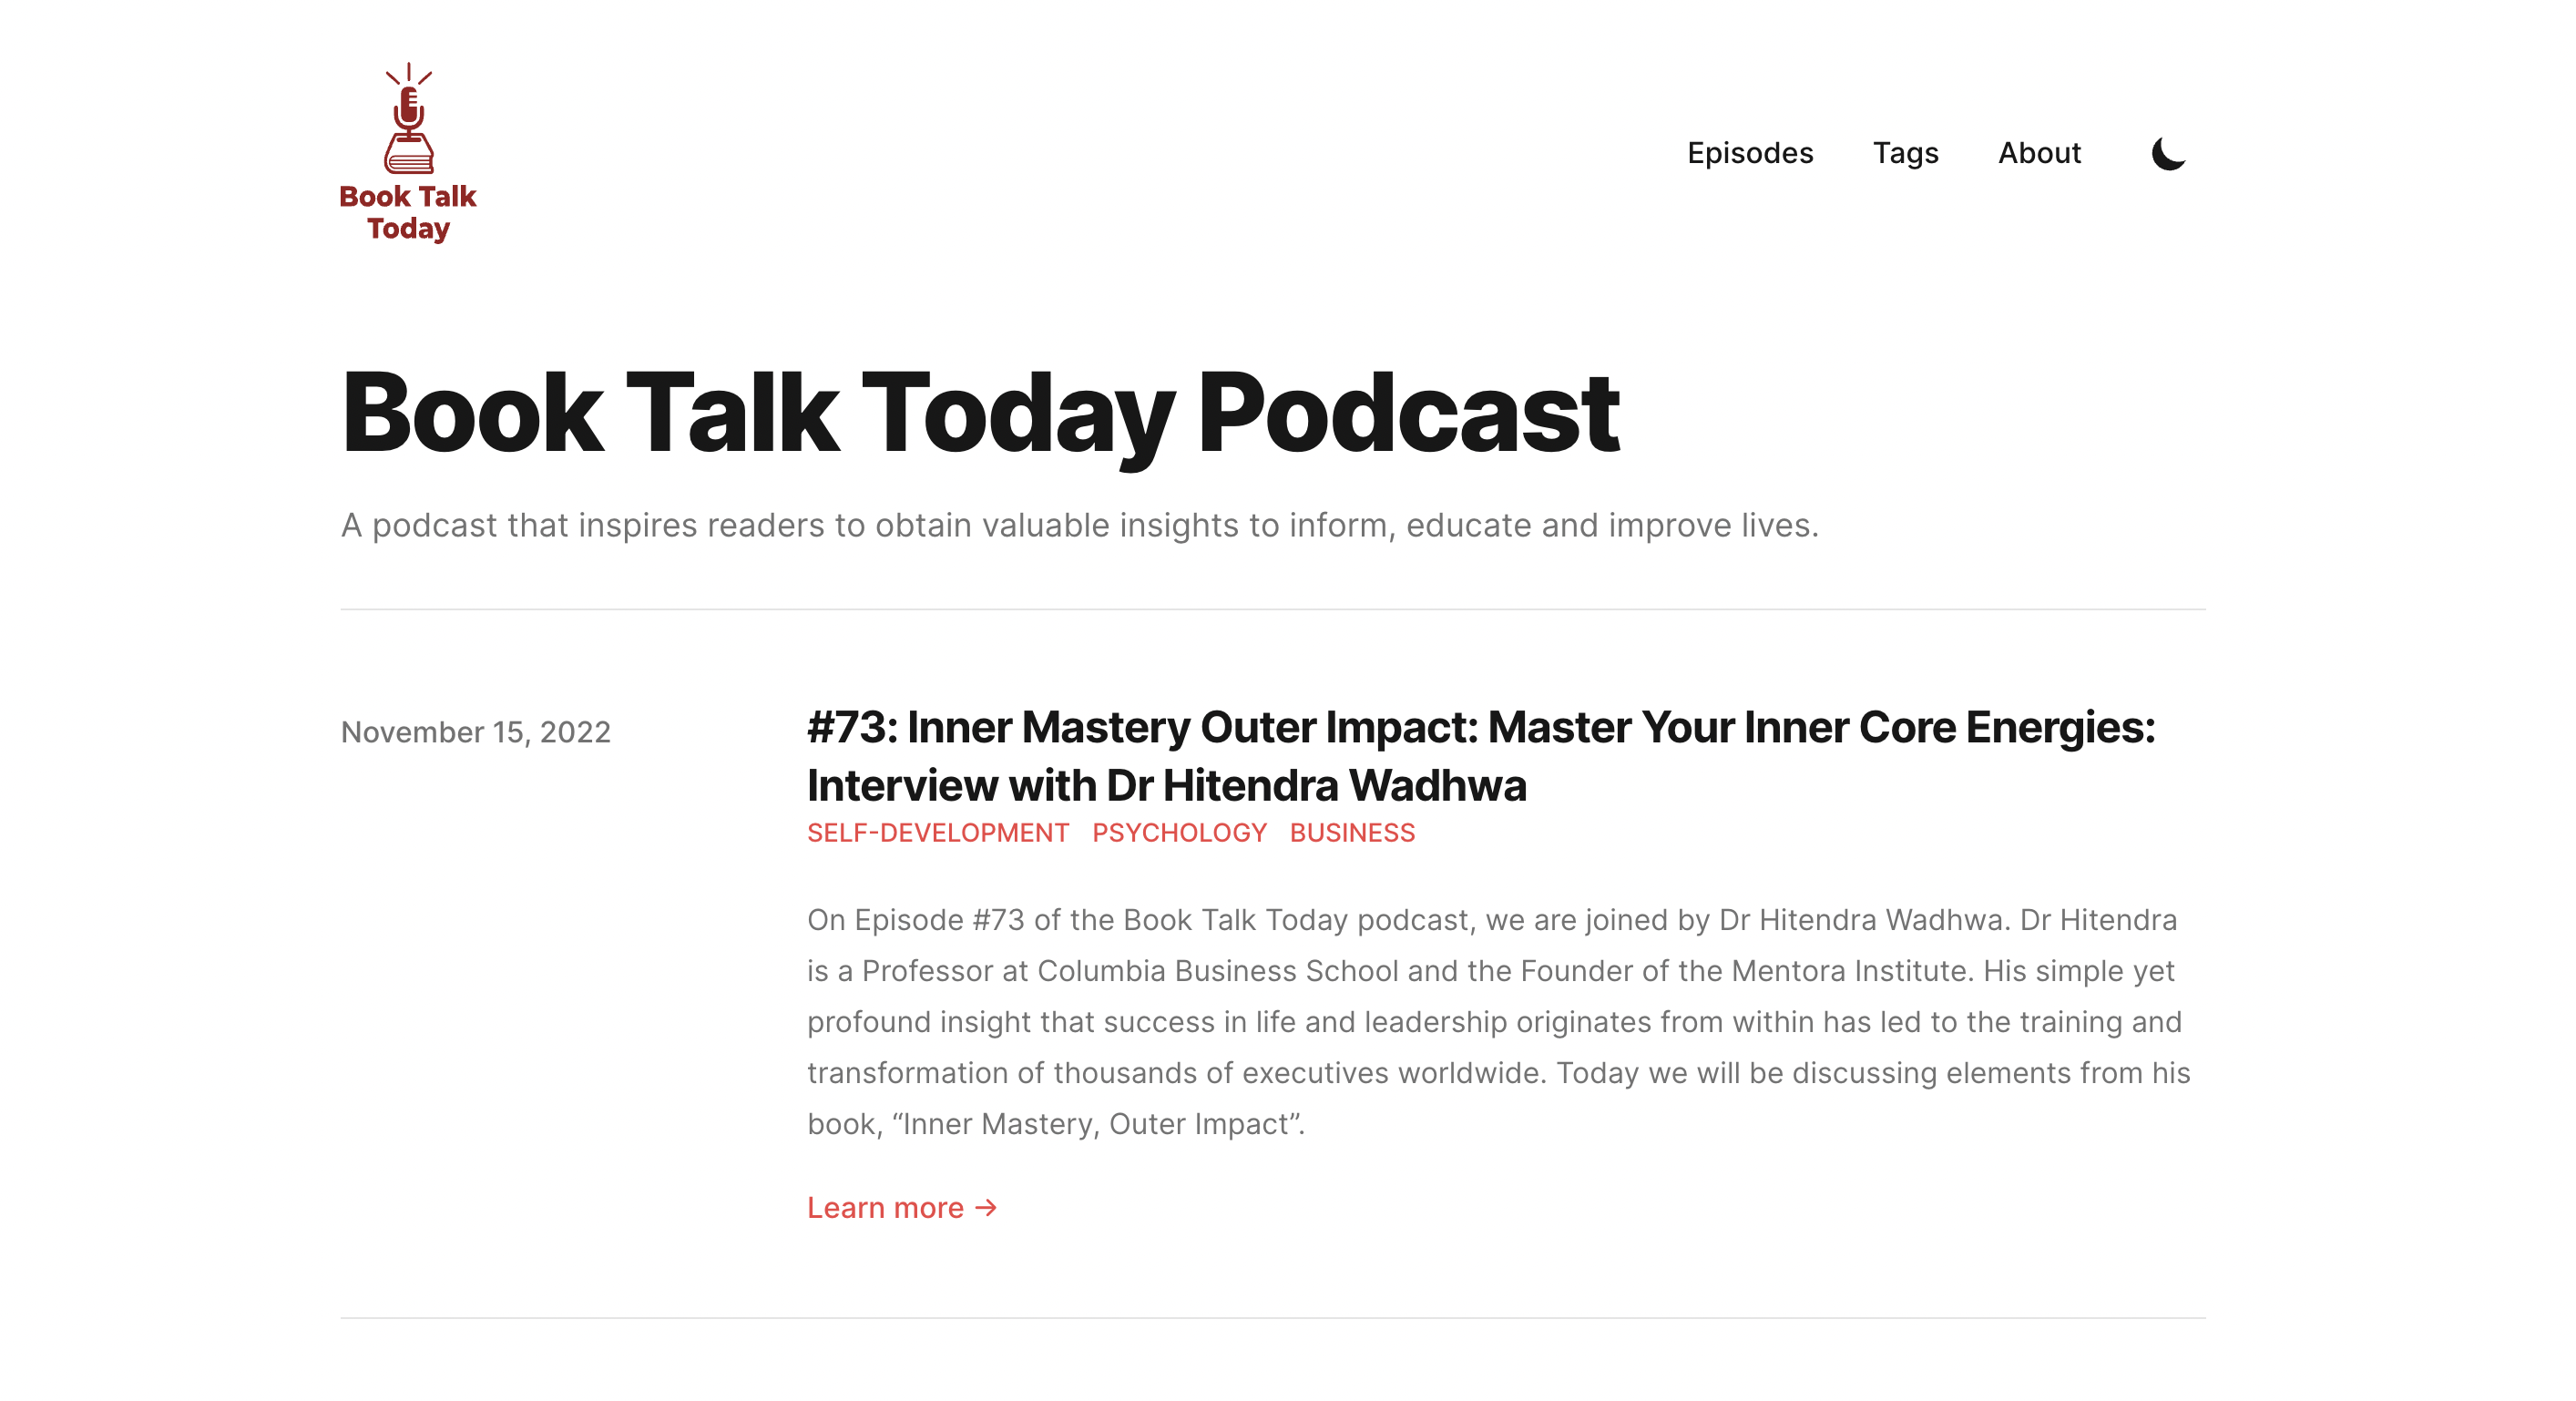 Book Talk
Today
Episodes Tags About
Book Talk Today Podcast
A podcast that inspires readers to obtain valuable insights to inform, educate and improve lives.
November 15, 2022
#73: Inner Mastery Outer Impact: Master Your Inner Core Energies:
Interview with Dr Hitendra Wadhwa
SELF-DEVELOPMENT PSYCHOLOGY BUSINESS
On Episode #73 of the Book Talk Today podcast, we are joined by Dr Hitendra Wadhwa. Dr Hitendra
is a Professor at Columbia Business School and the Founder of the Mentora Institute. His simple yet
profound insight that success in life and leadership originates from within has led to the training and
transformation of thousands of executives worldwide. Today we will be discussing elements from his
book, “Inner Mastery, Outer Impact”.
Learn more →